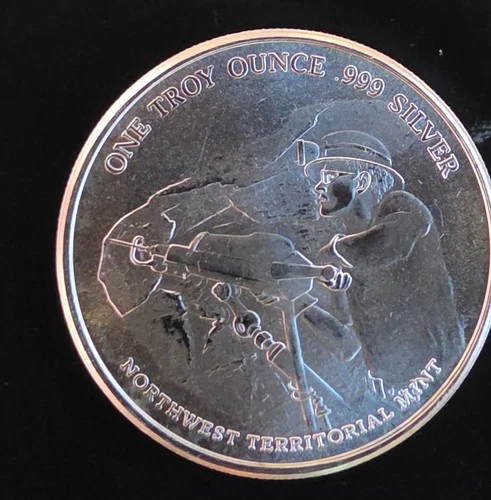 ONE TROY OUNCE .999 SILVER
NORTHWEST TERRITORIAL MINT